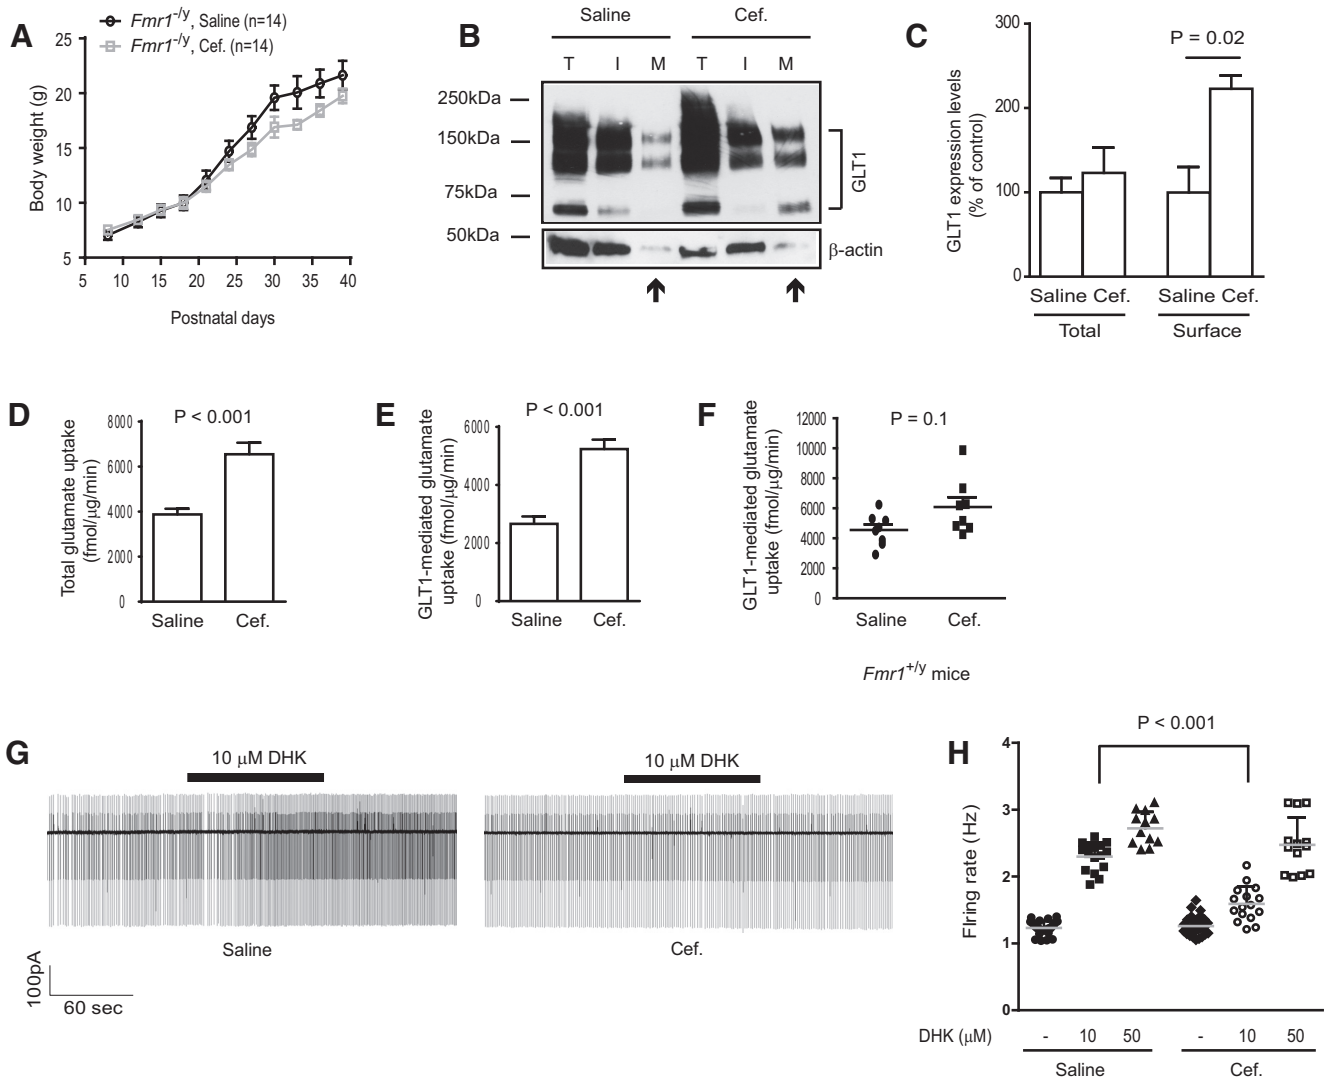 A
Fmr1-/y, Saline (n=14)
Fmr1-/y, Cef. (n=14)
Body weight (g)
25
20
15
10
5
5 10 15 20 25 30 35 40
Postnatal days
B
Saline Cef.
T I M T I M
250kDa
150kDa
75kDa
50kDa
GLT1
β-actin
C
P = 0.02
GLT1 expression levels
(% of control)
300
200
100
0
Saline Cef. Saline Cef.
Total Surface
D
P < 0.001
Total glutamate uptake
(fmol/μg/min)
8000
6000
4000
2000
0
Saline Cef.
E
P < 0.001
GLT1-mediated glutamate
uptake (fmol/μg/min)
6000
4000
2000
0
Saline Cef.
F
P = 0.1
GLT1-mediated glutamate
uptake (fmol/μg/min)
12000
10000
8000
6000
4000
2000
0
Saline Cef.
Fmr1+/y mice
G
10 μM DHK
10 μM DHK
Saline
Cef.
100pA
60 sec
H
P < 0.001
Firing rate (Hz)
4
3
2
1
0
DHK (μM) - 10 50 - 10 50
Saline Cef.